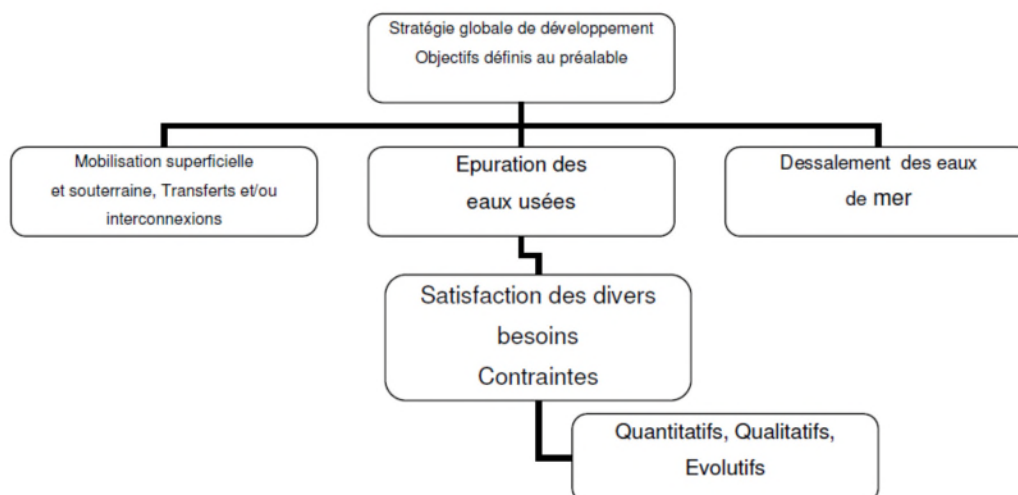 Stratégie globale de développement
Objectifs définis au préalable
Mobilisation superficielle
et souterraine, Transferts et/ou
interconnexions
Epuration des
eaux usées
Dessalement des eaux
de mer
Satisfaction des divers
besoins
Contraintes
Quantitatifs, Qualitatifs,
Evolutifs